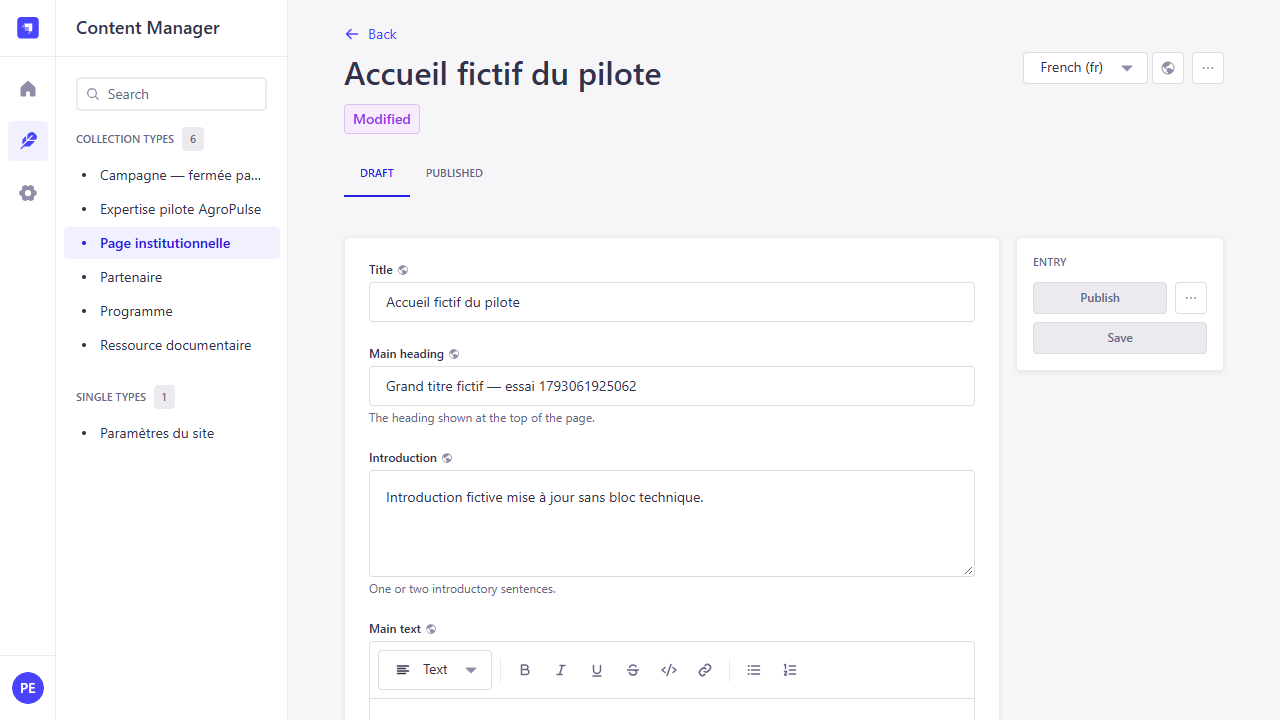 Content Manager
Search
COLLECTION TYPES 6
Campagne — fermée pa...
Expertise pilote AgroPulse
Page institutionnelle
Partenaire
Programme
Ressource documentaire
SINGLE TYPES 1
Paramètres du site
PE
Back
Accueil fictif du pilote
French (fr)
Modified
DRAFT
PUBLISHED
Title
Accueil fictif du pilote
Main heading
Grand titre fictif — essai 1793061925062
The heading shown at the top of the page.
Introduction
Introduction fictive mise à jour sans bloc technique.
One or two introductory sentences.
Main text
Text
ENTRY
Publish
Save